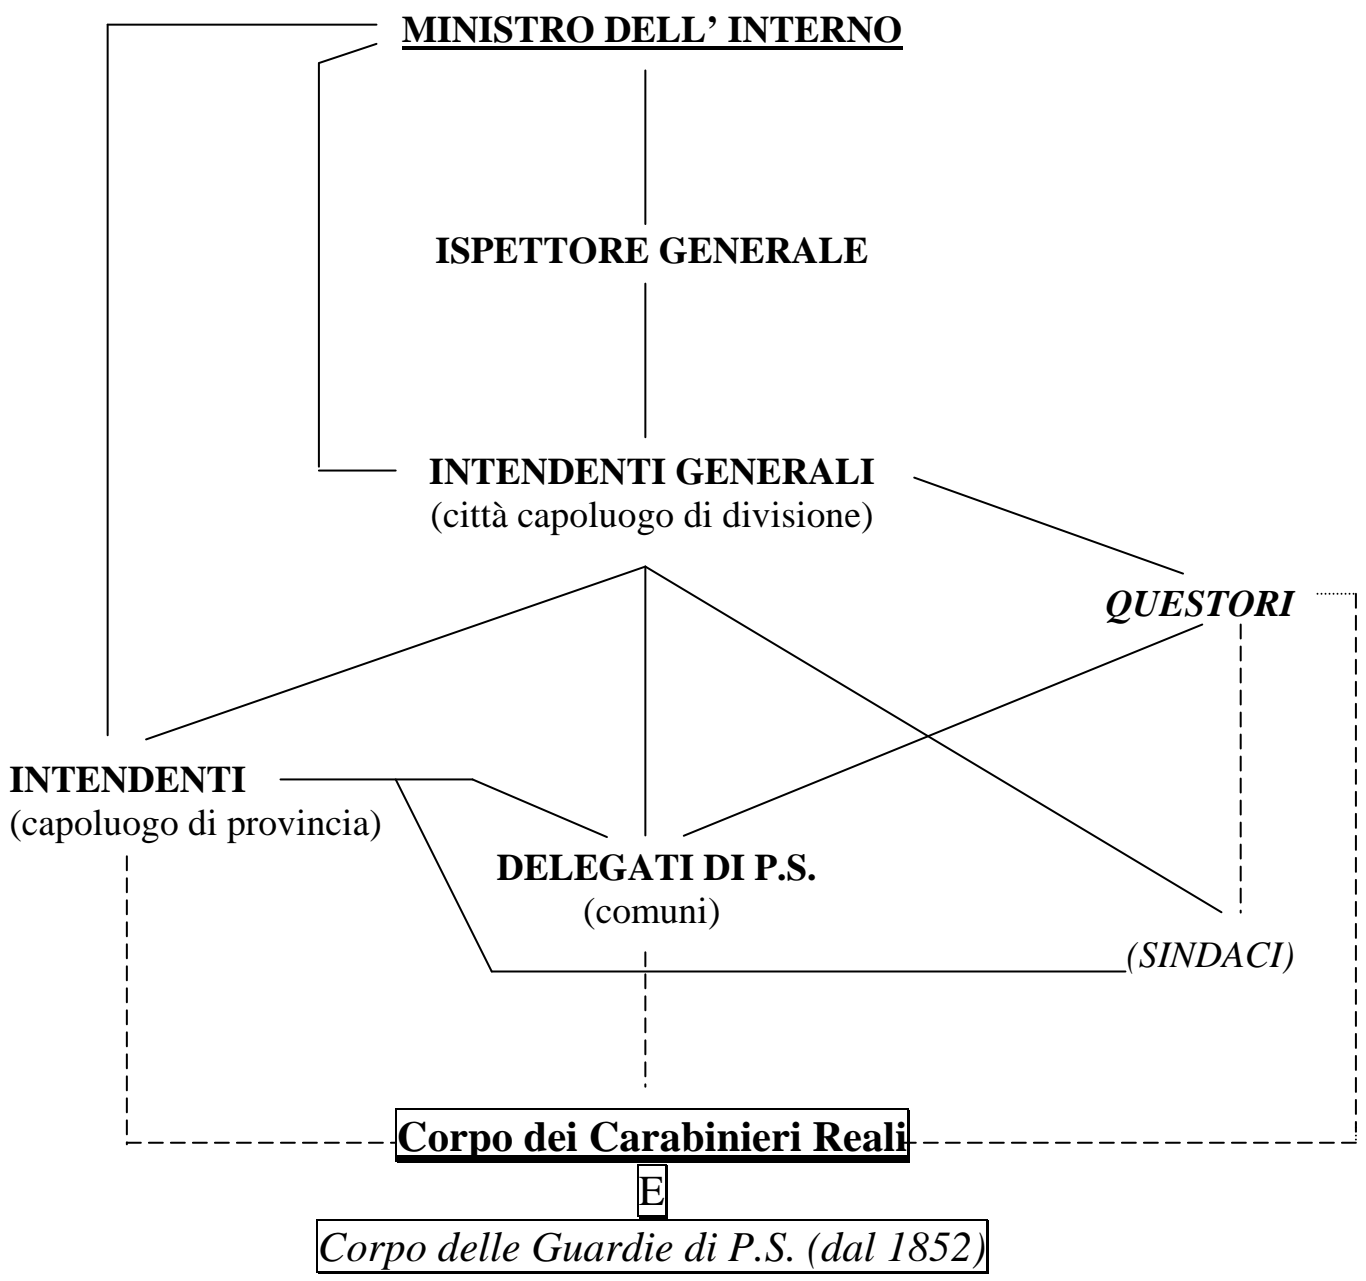 MINISTRO DELL’ INTERNO
ISPETTORE GENERALE
INTENDENTI GENERALI
(città capoluogo di divisione)
QUESTORI
INTENDENTI
(capoluogo di provincia)
DELEGATI DI P.S.
(comuni)
(SINDACI)
Corpo dei Carabinieri Reali
E
Corpo delle Guardie di P.S. (dal 1852)